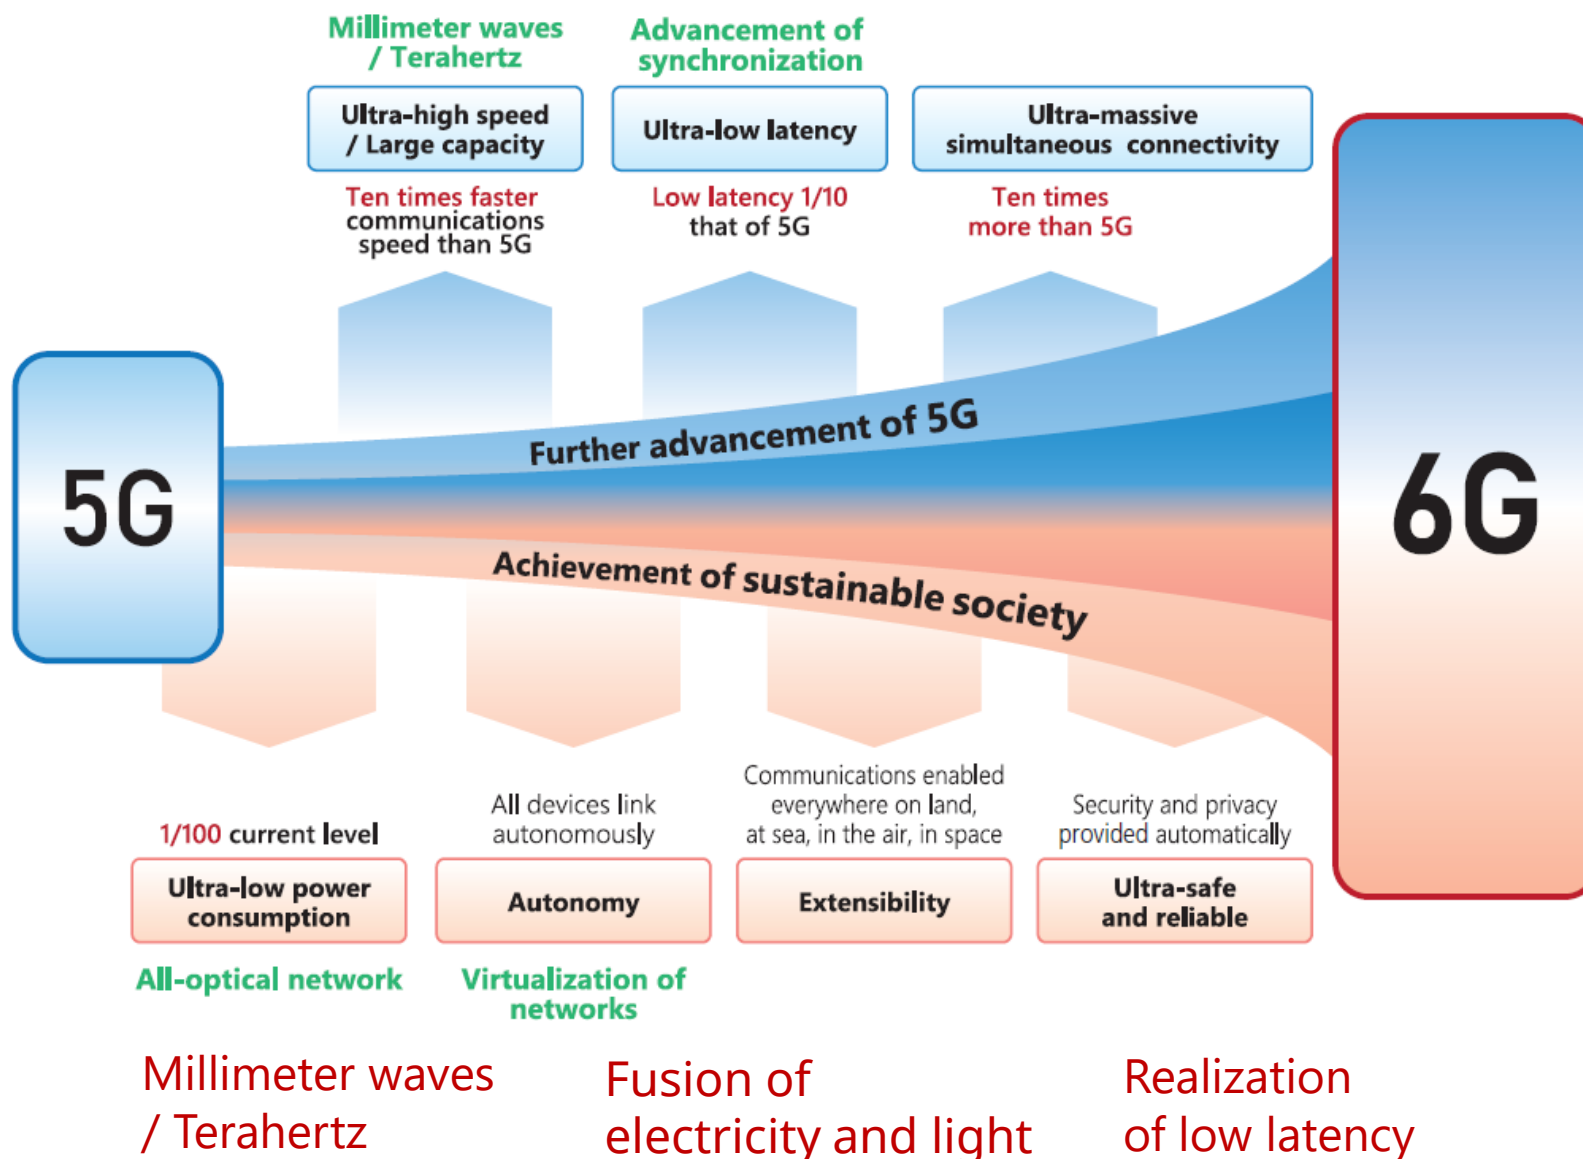 Millimeter waves
/ Terahertz
Advancement of
synchronization
Ultra-high speed
/ Large capacity
Ultra-low latency
Ultra-massive
simultaneous connectivity
Ten times faster
communications
speed than 5G
Low latency 1/10
that of 5G
Ten times
more than 5G
5G
Further advancement of 5G
Achievement of sustainable society
6G
1/100 current level
All devices link
autonomously
Communications enabled
everywhere on land,
at sea, in the air, in space
Security and privacy
provided automatically
Ultra-low power
consumption
Autonomy
Extensibility
Ultra-safe
and reliable
All-optical network
Virtualization of
networks
Millimeter waves
/ Terahertz
Fusion of
electricity and light
Realization
of low latency